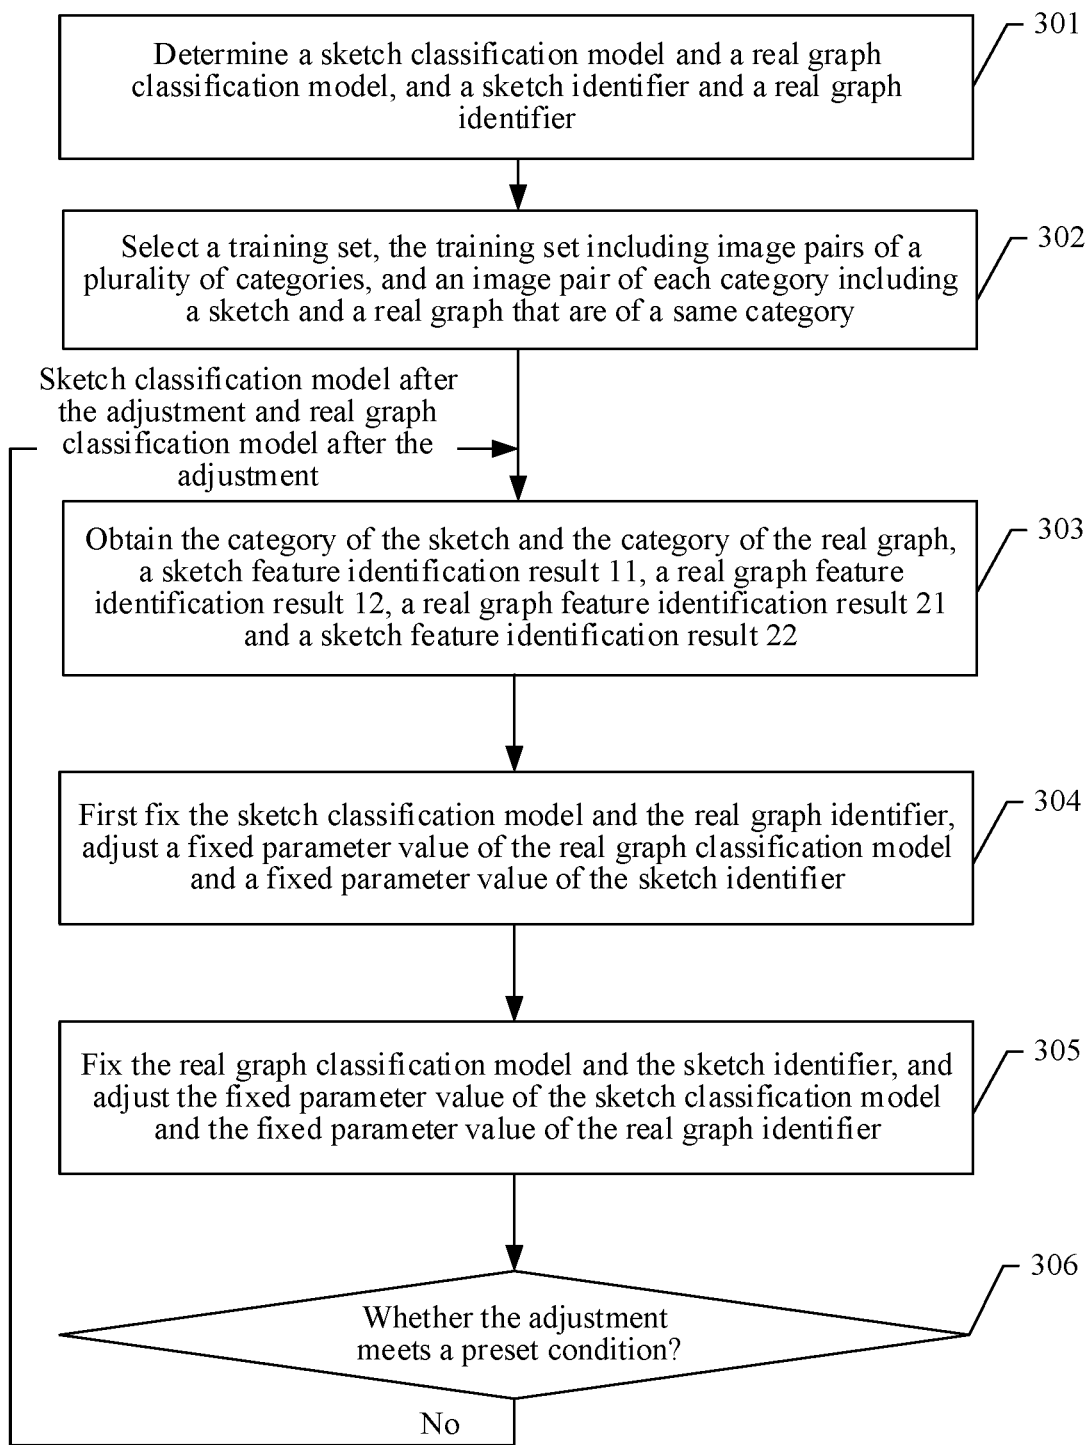 301
Determine a sketch classification model and a real graph
classification model, and a sketch identifier and a real graph
identifier
302
Select a training set, the training set including image pairs of a
plurality of categories, and an image pair of each category including
a sketch and a real graph that are of a same category
Sketch classification model after
the adjustment and real graph
classification model after the
adjustment
303
Obtain the category of the sketch and the category of the real graph,
a sketch feature identification result 11, a real graph feature
identification result 12, a real graph feature identification result 21
and a sketch feature identification result 22
304
First fix the sketch classification model and the real graph identifier,
adjust a fixed parameter value of the real graph classification model
and a fixed parameter value of the sketch identifier
305
Fix the real graph classification model and the sketch identifier, and
adjust the fixed parameter value of the sketch classification model
and the fixed parameter value of the real graph identifier
306
Whether the adjustment
meets a preset condition?
No